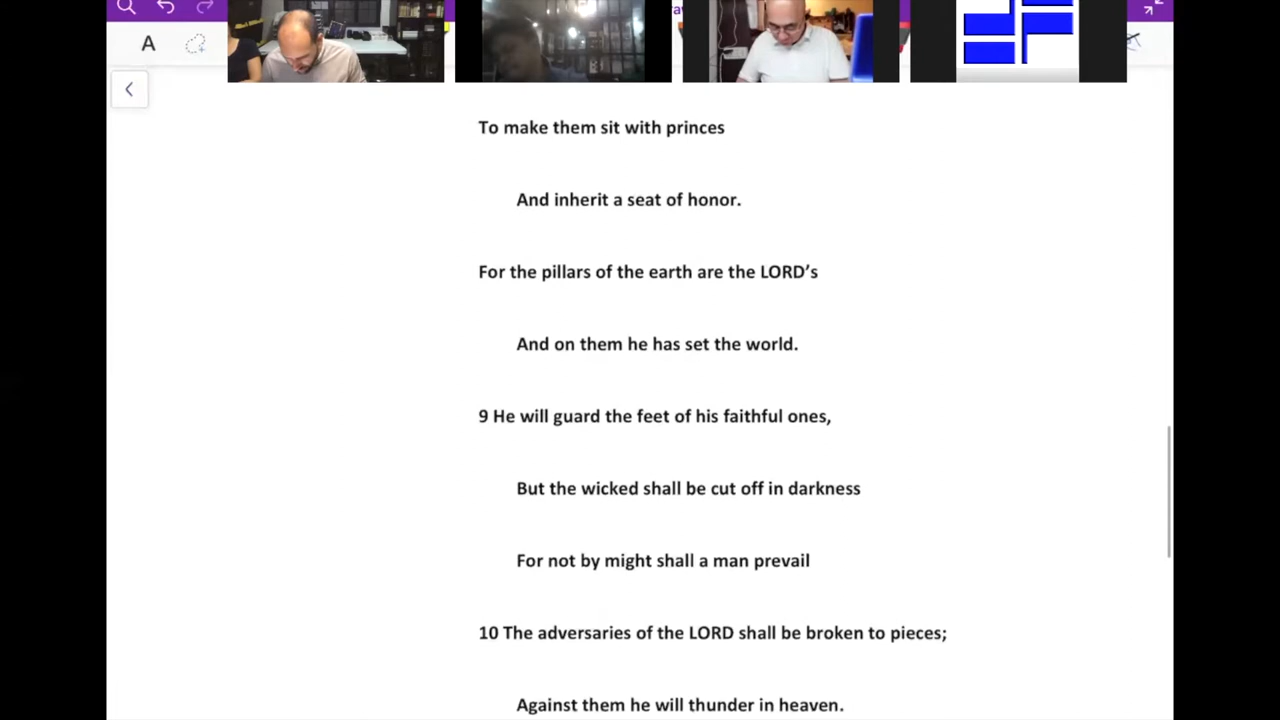 A
To make them sit with princes
And inherit a seat of honor.
For the pillars of the earth are the LORD’s
And on them he has set the world.
9 He will guard the feet of his faithful ones,
But the wicked shall be cut off in darkness
For not by might shall a man prevail
10 The adversaries of the LORD shall be broken to pieces;
Against them he will thunder in heaven.